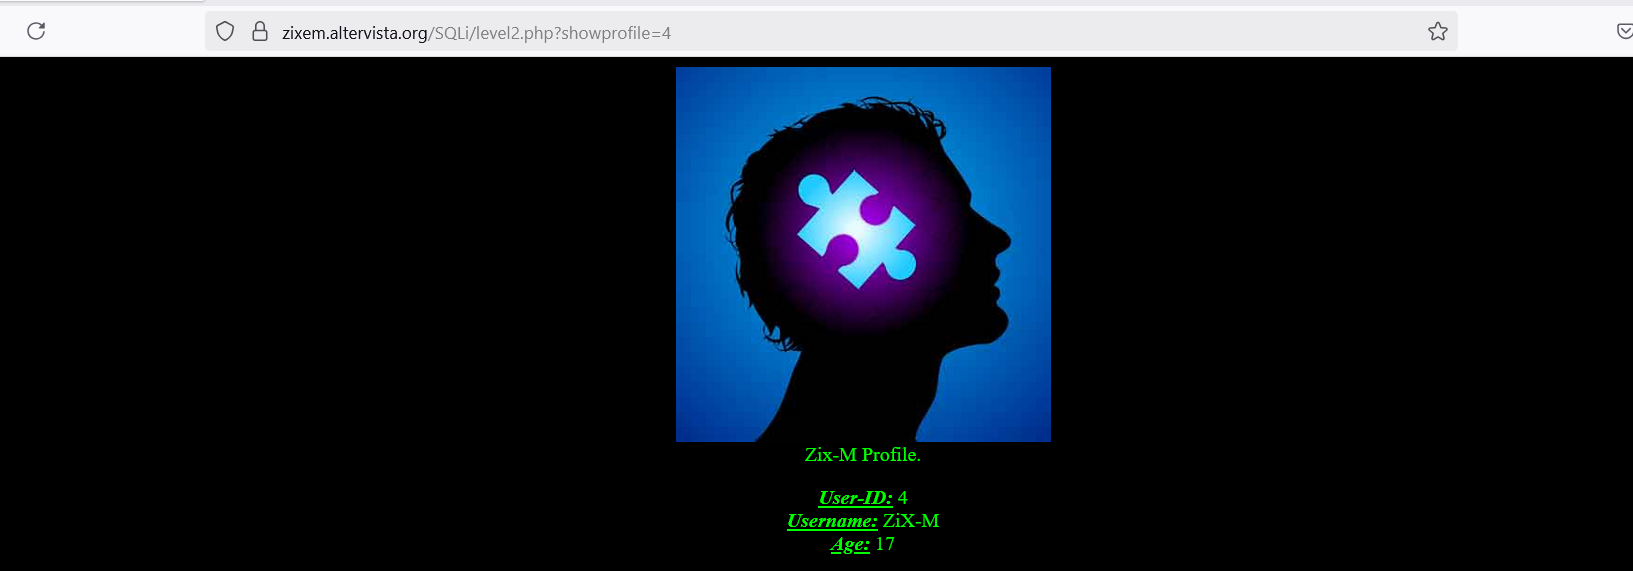 zixem.altervista.org/SQLi/level2.php?showprofile=4
Zix-M Profile.
User-ID: 4
Username: ZiX-M
Age: 17